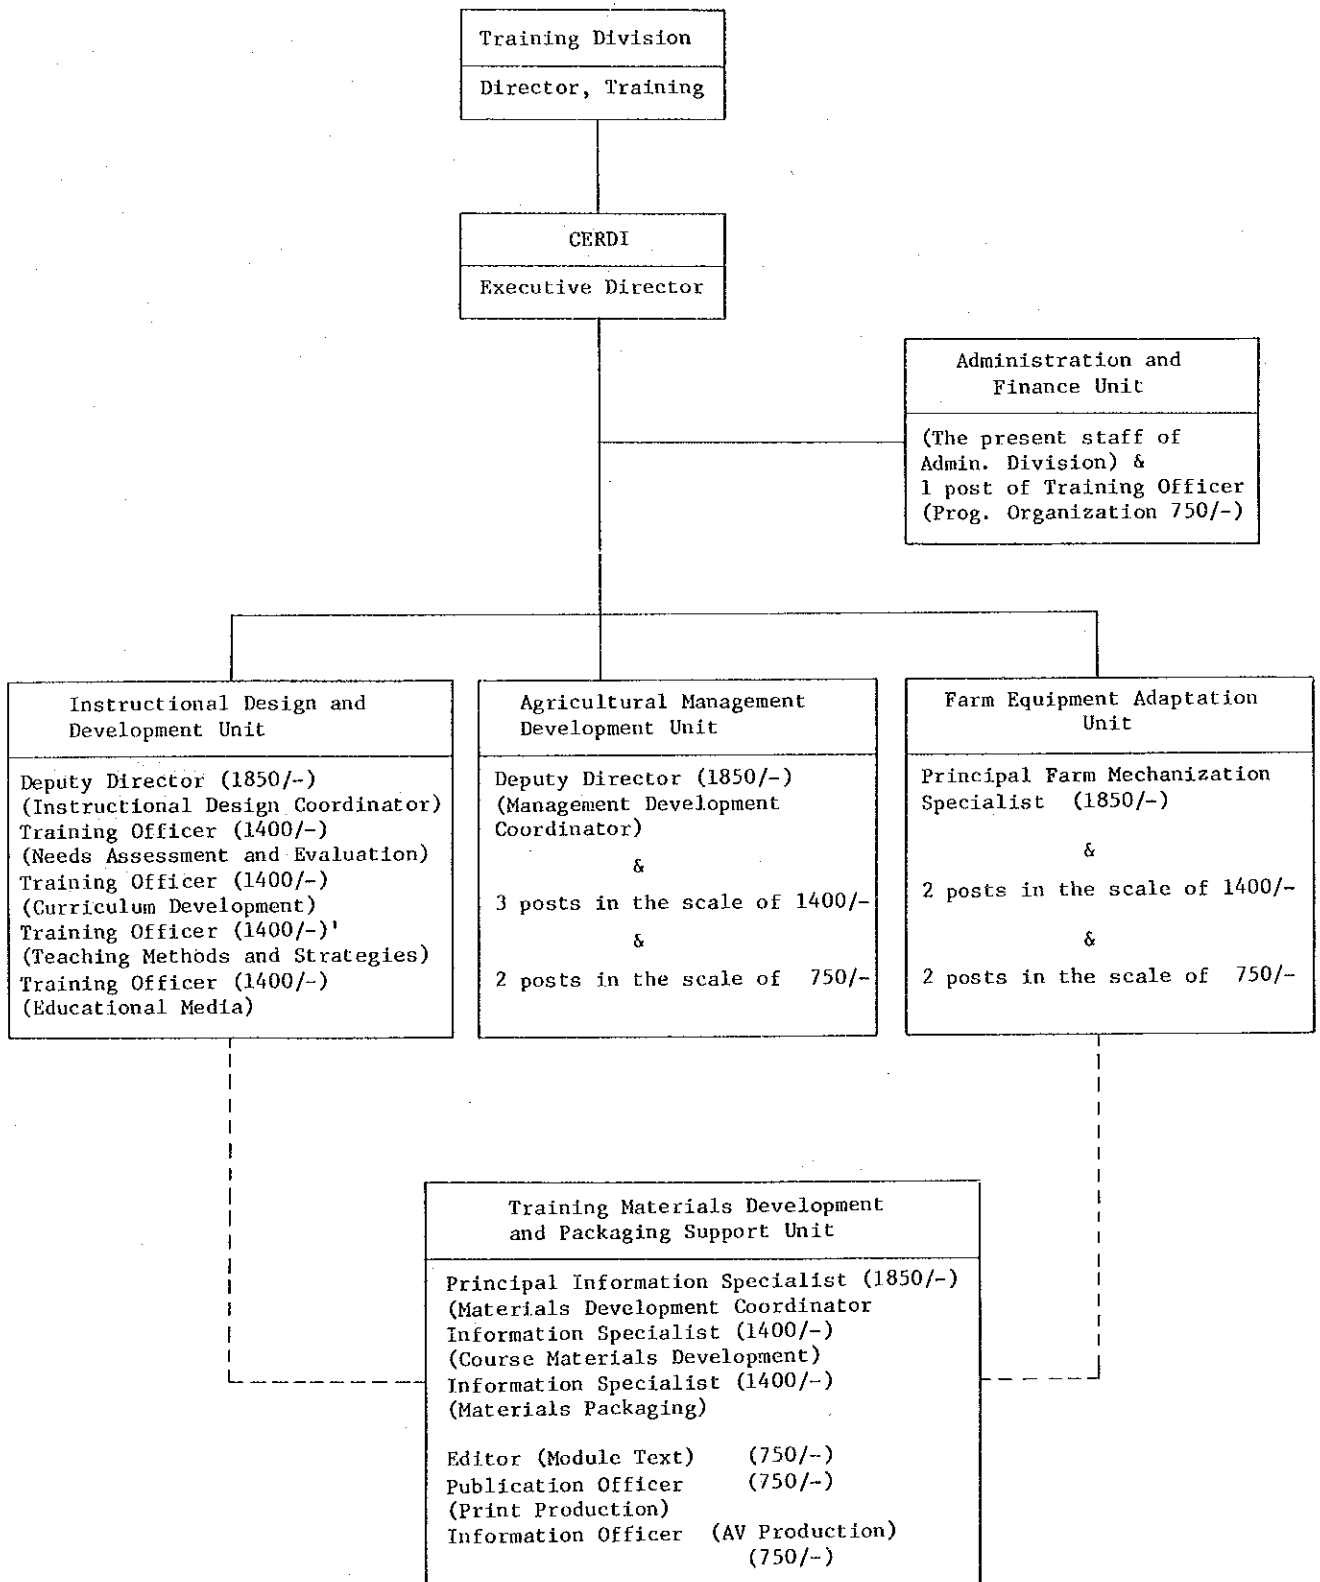 Training Division
Director, Training
CERDI
Executive Director
Administration and
Finance Unit
(The present staff of
Admin. Division) &
1 post of Training Officer
(Prog. Organization 750/-)
Instructional Design and
Development Unit
Deputy Director (1850/-)
(Instructional Design Coordinator)
Training Officer (1400/-)
(Needs Assessment and Evaluation)
Training Officer (1400/-)
(Curriculum Development)
Training Officer (1400/-)'
(Teaching Methods and Strategies)
Training Officer (1400/-)
(Educational Media)
Agricultural Management
Development Unit
Deputy Director (1850/-)
(Management Development
Coordinator)
&
3 posts in the scale of 1400/-
&
2 posts in the scale of 750/-
Farm Equipment Adaptation
Unit
Principal Farm Mechanization
Specialist (1850/-)
&
2 posts in the scale of 1400/-
&
2 posts in the scale of 750/-
Training Materials Development
and Packaging Support Unit
Principal Information Specialist (1850/-)
(Materials Development Coordinator
Information Specialist (1400/-)
(Course Materials Development)
Information Specialist (1400/-)
(Materials Packaging)
Editor (Module Text) (750/-)
Publication Officer (750/-)
(Print Production)
Information Officer (AV Production)
(750/-)